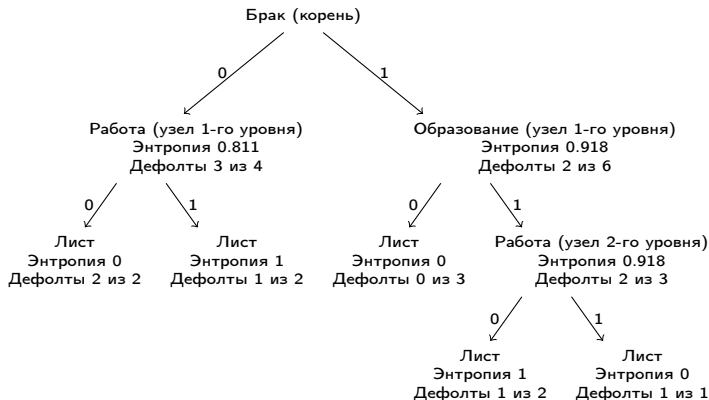 Брак (корень)
0
1
Работа (узел 1-го уровня)
Энтропия 0.811
Дефолты 3 из 4
Образование (узел 1-го уровня)
Энтропия 0.918
Дефолты 2 из 6
0
1
0
1
Лист
Энтропия 0
Дефолты 2 из 2
Лист
Энтропия 1
Дефолты 1 из 2
Лист
Энтропия 0
Дефолты 0 из 3
Работа (узел 2-го уровня)
Энтропия 0.918
Дефолты 2 из 3
0
1
Лист
Энтропия 1
Дефолты 1 из 2
Лист
Энтропия 0
Дефолты 1 из 1